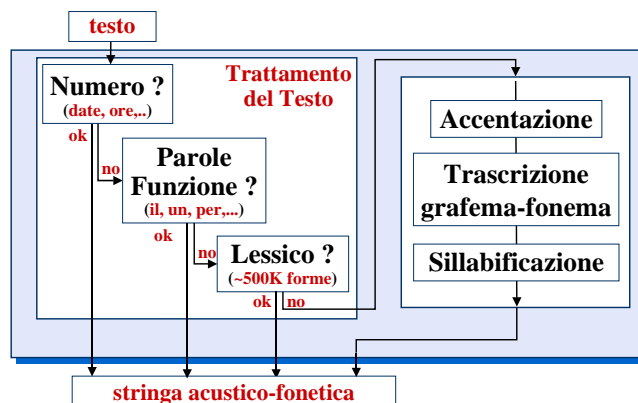 testo
Trattamento
del Testo
Numero ?
(date, ore,..)
ok
no
Parole
Funzione ?
(il, un, per,...)
ok
no
Lessico ?
(~500K forme)
ok
no
Accentazione
Trascrizione
grafema-fonema
Sillabificazione
stringa acustico-fonetica